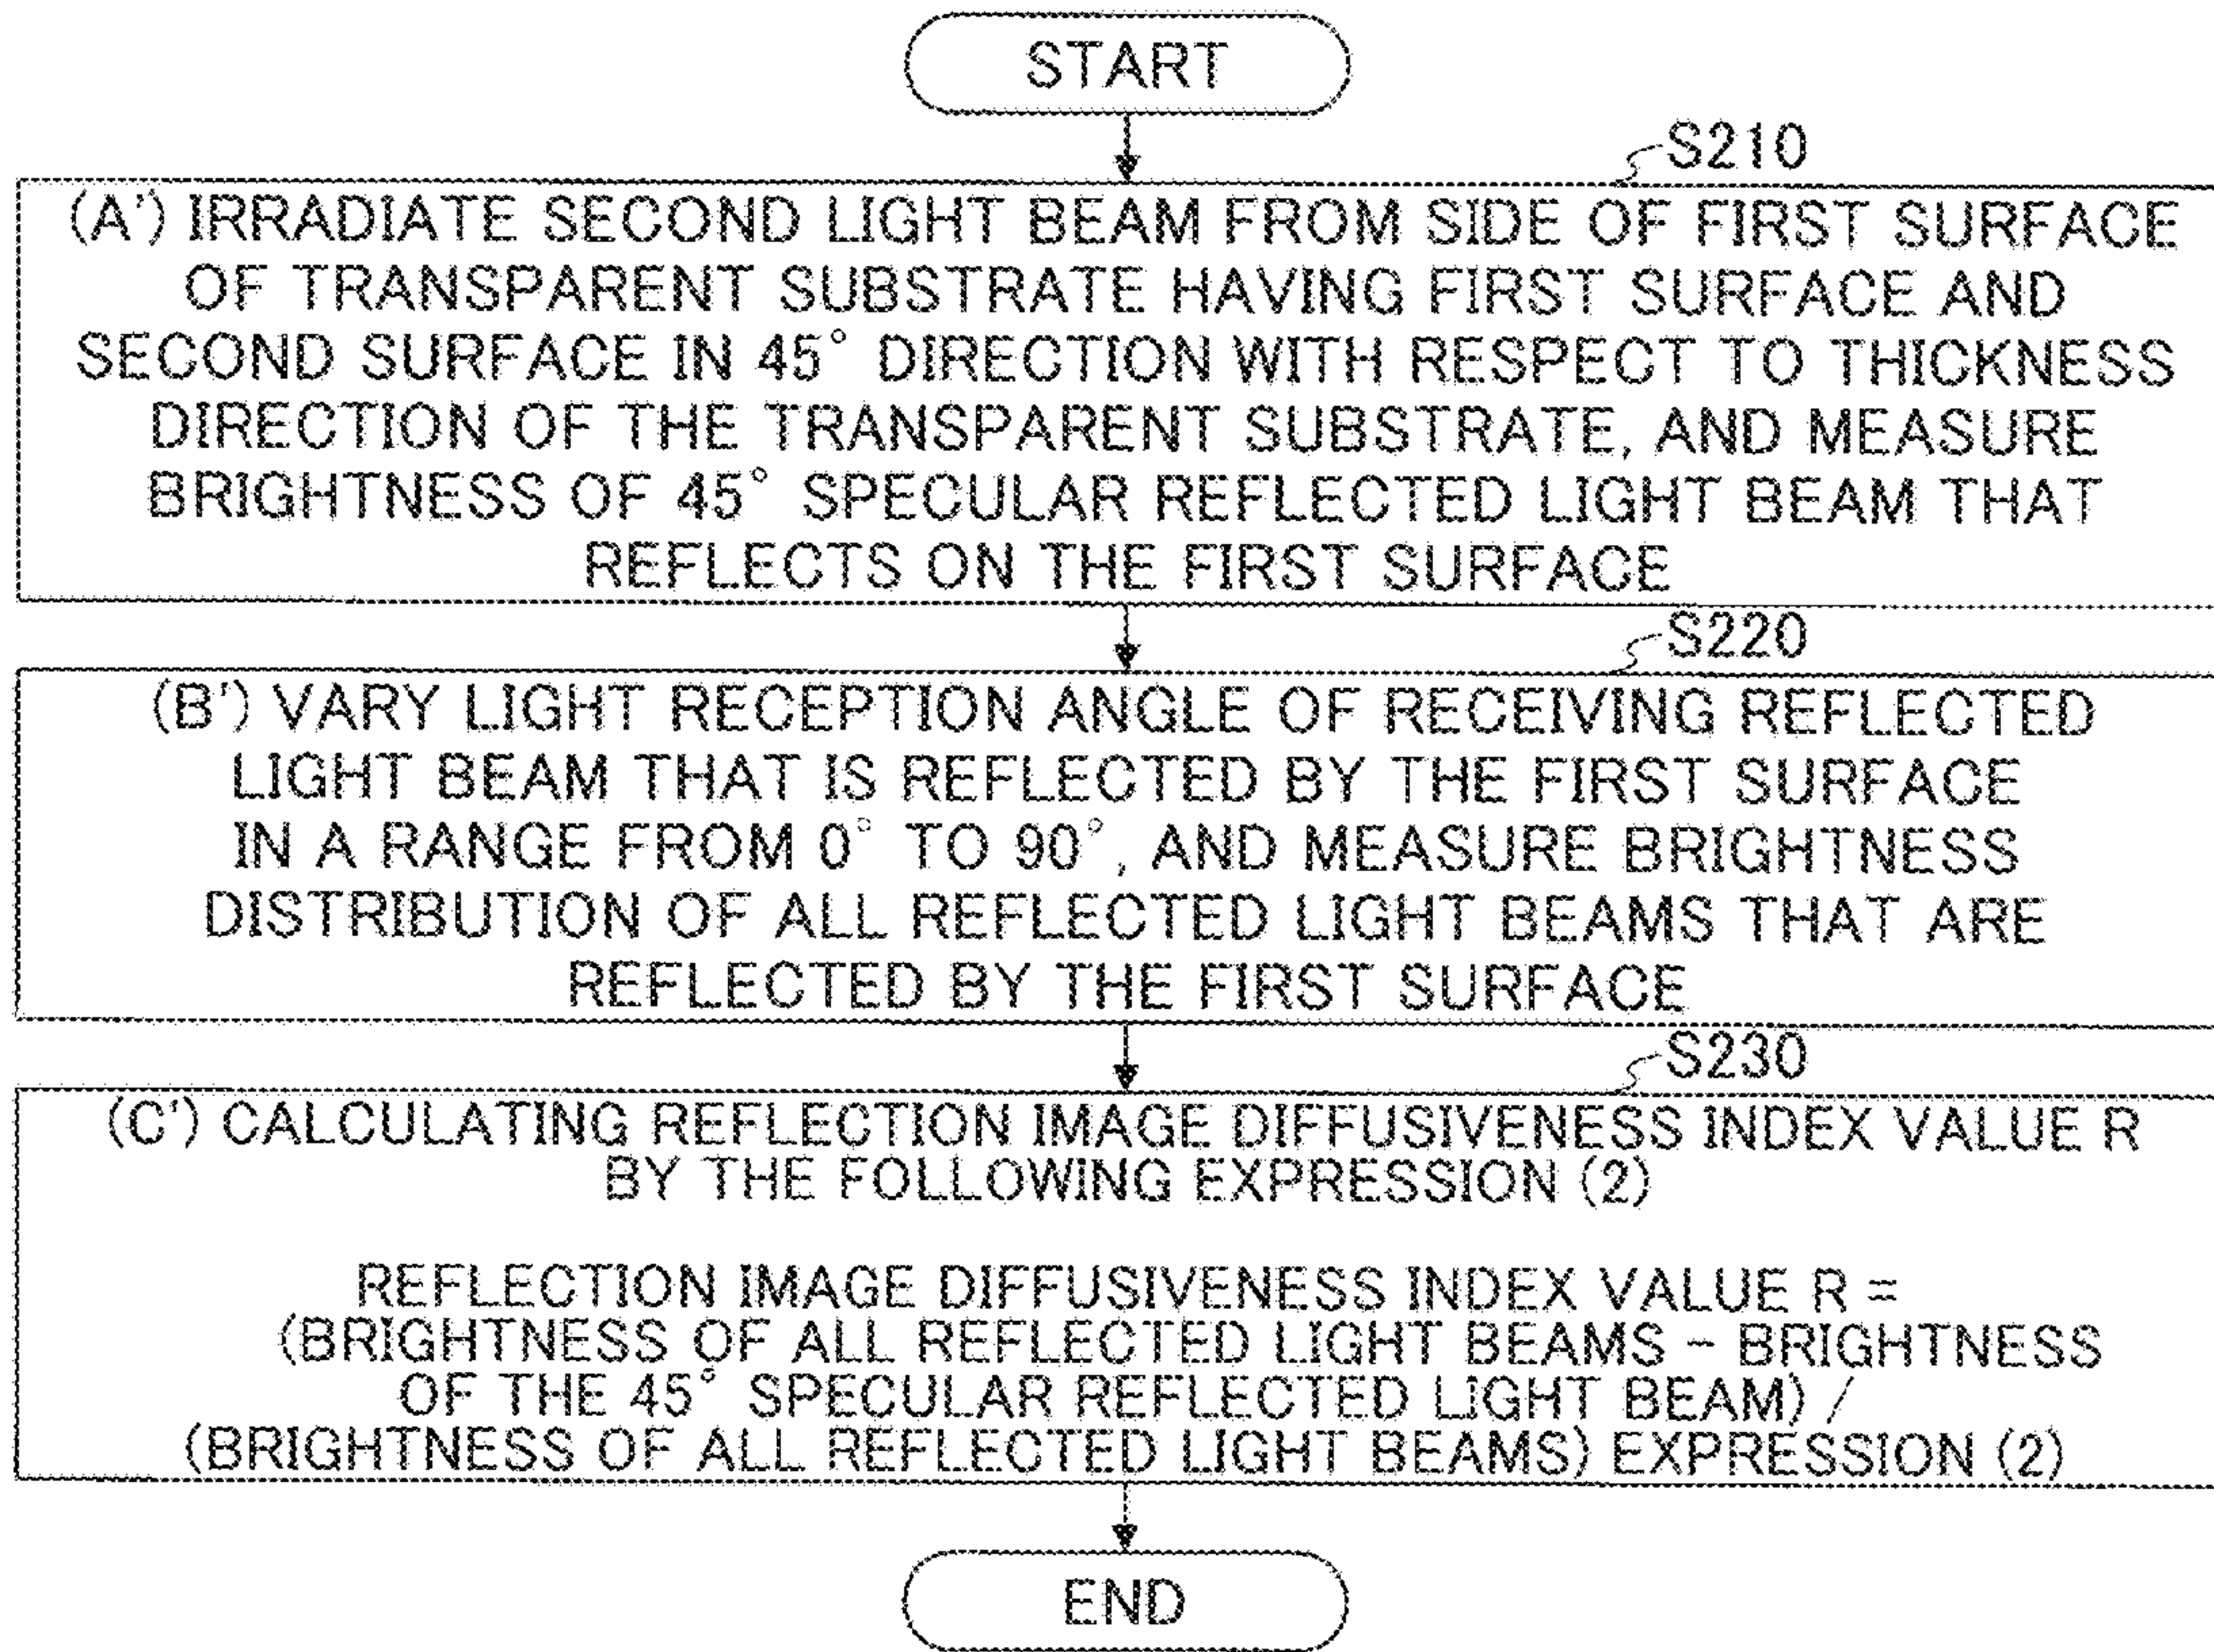 START
S210
(A') IRRADIATE SECOND LIGHT BEAM FROM SIDE OF FIRST SURFACE
OF TRANSPARENT SUBSTRATE HAVING FIRST SURFACE AND
SECOND SURFACE IN 45° DIRECTION WITH RESPECT TO THICKNESS
DIRECTION OF THE TRANSPARENT SUBSTRATE, AND MEASURE
BRIGHTNESS OF 45° SPECULAR REFLECTED LIGHT BEAM THAT
REFLECTS ON THE FIRST SURFACE
S220
(B') VARY LIGHT RECEPTION ANGLE OF RECEIVING REFLECTED
LIGHT BEAM THAT IS REFLECTED BY THE FIRST SURFACE
IN A RANGE FROM 0° TO 90°, AND MEASURE BRIGHTNESS
DISTRIBUTION OF ALL REFLECTED LIGHT BEAMS THAT ARE
REFLECTED BY THE FIRST SURFACE
S230
(C') CALCULATING REFLECTION IMAGE DIFFUSIVENESS INDEX VALUE R
BY THE FOLLOWING EXPRESSION (2)
REFLECTION IMAGE DIFFUSIVENESS INDEX VALUE R =
(BRIGHTNESS OF ALL REFLECTED LIGHT BEAMS - BRIGHTNESS
OF THE 45° SPECULAR REFLECTED LIGHT BEAM) /
(BRIGHTNESS OF ALL REFLECTED LIGHT BEAMS) EXPRESSION (2)
END